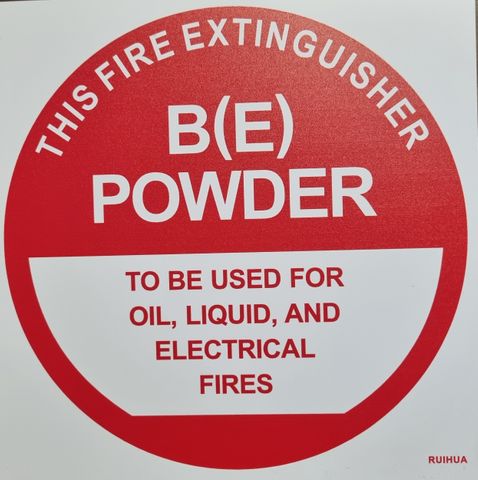 THIS FIRE EXTINGUISHER
B(E)
POWDER
TO BE USED FOR
OIL, LIQUID, AND
ELECTRICAL
FIRES
RUIHUA